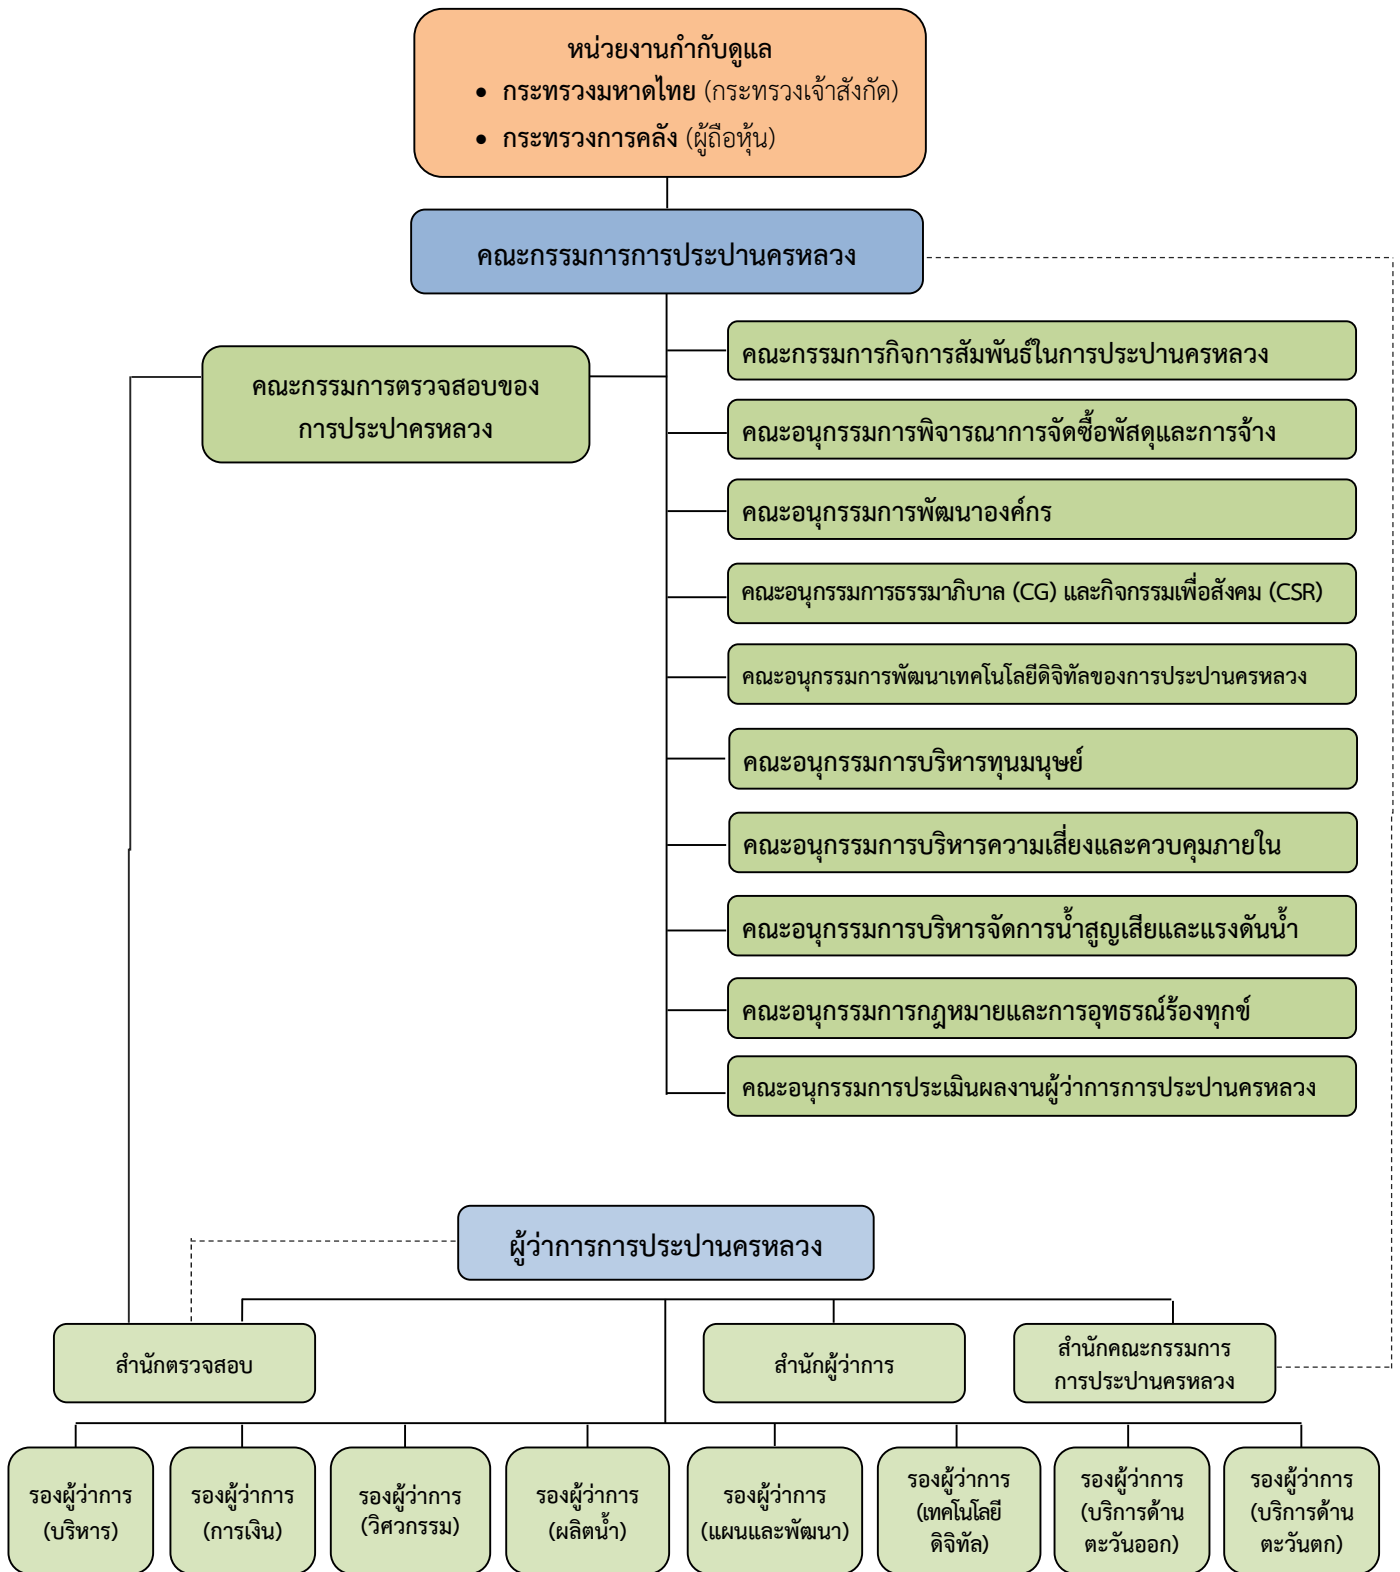 หน่วยงานกำกับดูแล
• กระทรวงมหาดไทย (กระทรวงเจ้าสังกัด)
• กระทรวงการคลัง (ผู้ถือหุ้น)
คณะกรรมการการประปานครหลวง
คณะกรรมการตรวจสอบของ
การประปาครหลวง
คณะกรรมการกิจการสัมพันธ์ในการประปานครหลวง
คณะอนุกรรมการพิจารณาการจัดซื้อพัสดุและการจ้าง
คณะอนุกรรมการพัฒนาองค์กร
คณะอนุกรรมการธรรมาภิบาล (CG) และกิจกรรมเพื่อสังคม (CSR)
คณะอนุกรรมการพัฒนาเทคโนโลยีดิจิทัลของการประปานครหลวง
คณะอนุกรรมการบริหารทุนมนุษย์
คณะอนุกรรมการบริหารความเสี่ยงและควบคุมภายใน
คณะอนุกรรมการบริหารจัดการน้ำสูญเสียและแรงดันน้ำ
คณะอนุกรรมการกฎหมายและการอุทธรณ์ร้องทุกข์
คณะอนุกรรมการประเมินผลงานผู้ว่าการการประปานครหลวง
ผู้ว่าการการประปานครหลวง
สำนักตรวจสอบ
สำนักผู้ว่าการ
สำนักคณะกรรมการ
การประปานครหลวง
รองผู้ว่าการ
(บริหาร)
รองผู้ว่าการ
(การเงิน)
รองผู้ว่าการ
(วิศวกรรม)
รองผู้ว่าการ
(ผลิตน้ำ)
รองผู้ว่าการ
(แผนและพัฒนา)
รองผู้ว่าการ
(เทคโนโลยี
ดิจิทัล)
รองผู้ว่าการ
(บริการด้าน
ตะวันออก)
รองผู้ว่าการ
(บริการด้าน
ตะวันตก)